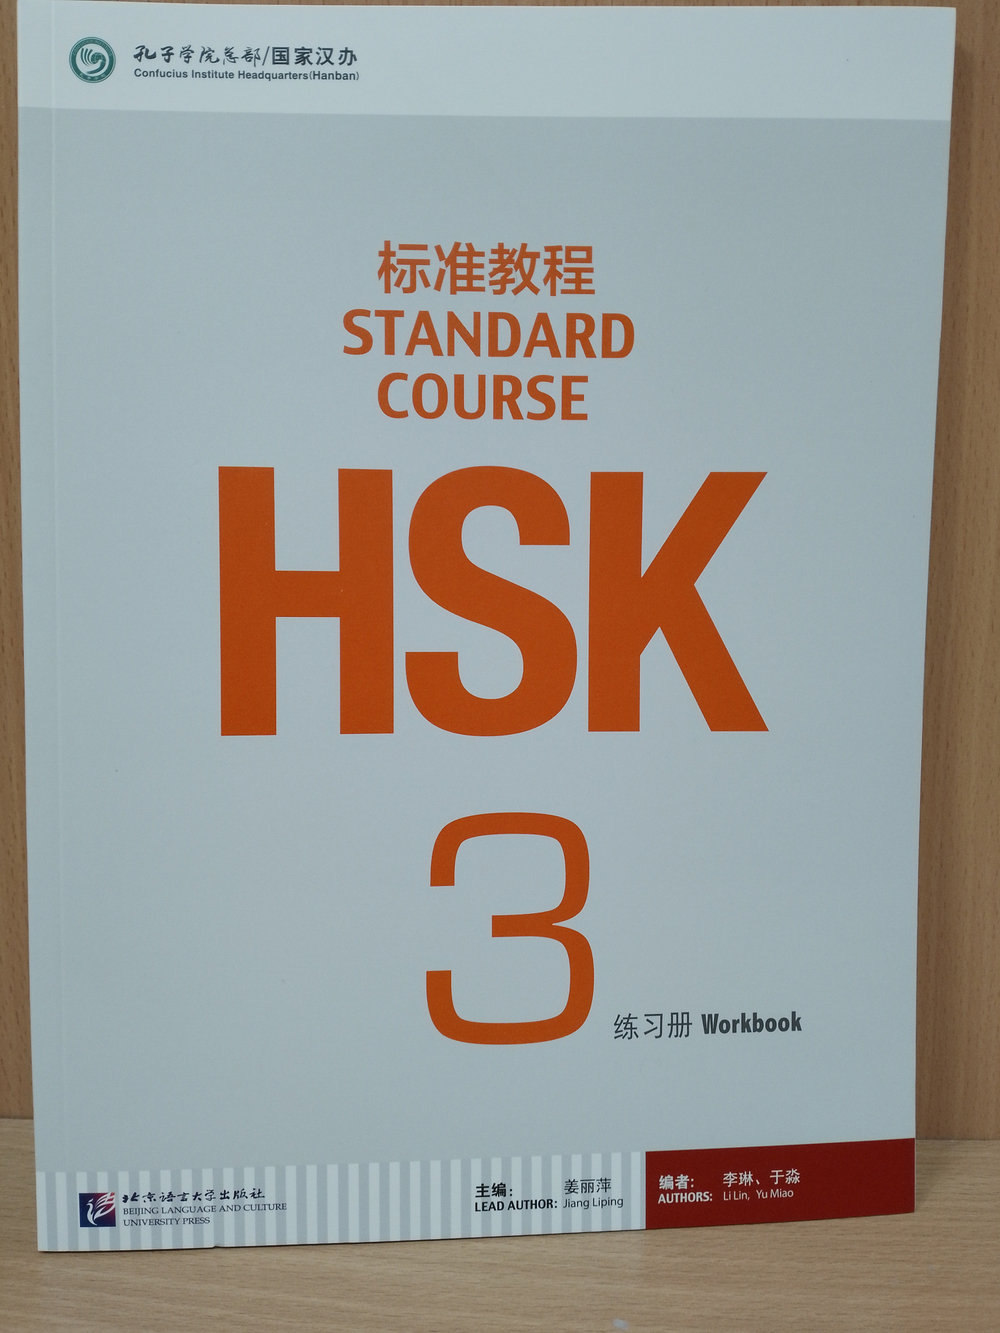 孔子学院总部/国家汉办
Confucius Institute Headquarters(Hanban)
标准教程
STANDARD
COURSE
HSK
3
练习册 Workbook
北京语言大学出版社
BEIJING LANGUAGE AND CULTURE
UNIVERSITY PRESS
主编: 姜丽萍
LEAD AUTHOR: Jiang Liping
编者: 李琳、于淼
AUTHORS: Li Lin, Yu Miao